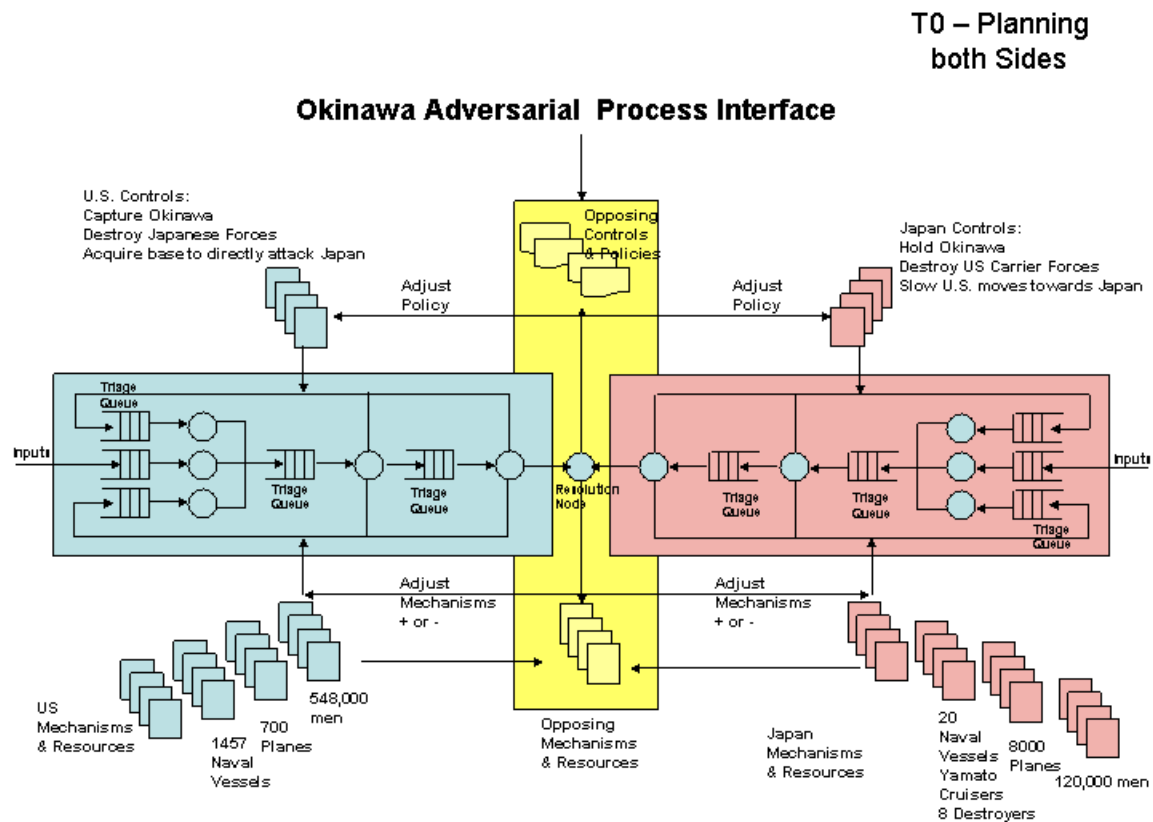 T0 – Planning
both Sides
Okinawa Adversarial Process Interface
U.S. Controls:
Capture Okinawa
Destroy Japanese Forces
Acquire base to directly attack Japan
Opposing
Controls
& Policies
Japan Controls:
Hold Okinawa
Destroy US Carrier Forces
Slow U.S. moves towards Japan
Adjust
Policy
Adjust
Policy
Triage
Queue
Inputs
Triage
Queue
Triage
Queue
Resolution
Node
Triage
Queue
Triage
Queue
Triage
Queue
Inputs
Adjust
Mechanisms
+ or -
Adjust
Mechanisms
+ or -
US
Mechanisms
& Resources
1457
Naval
Vessels
700
Planes
548,000
men
Opposing
Mechanisms
& Resources
Japan
Mechanisms
& Resources
20
Naval
Vessels
Yamato
Cruisers
8 Destroyers
8000
Planes
120,000 men